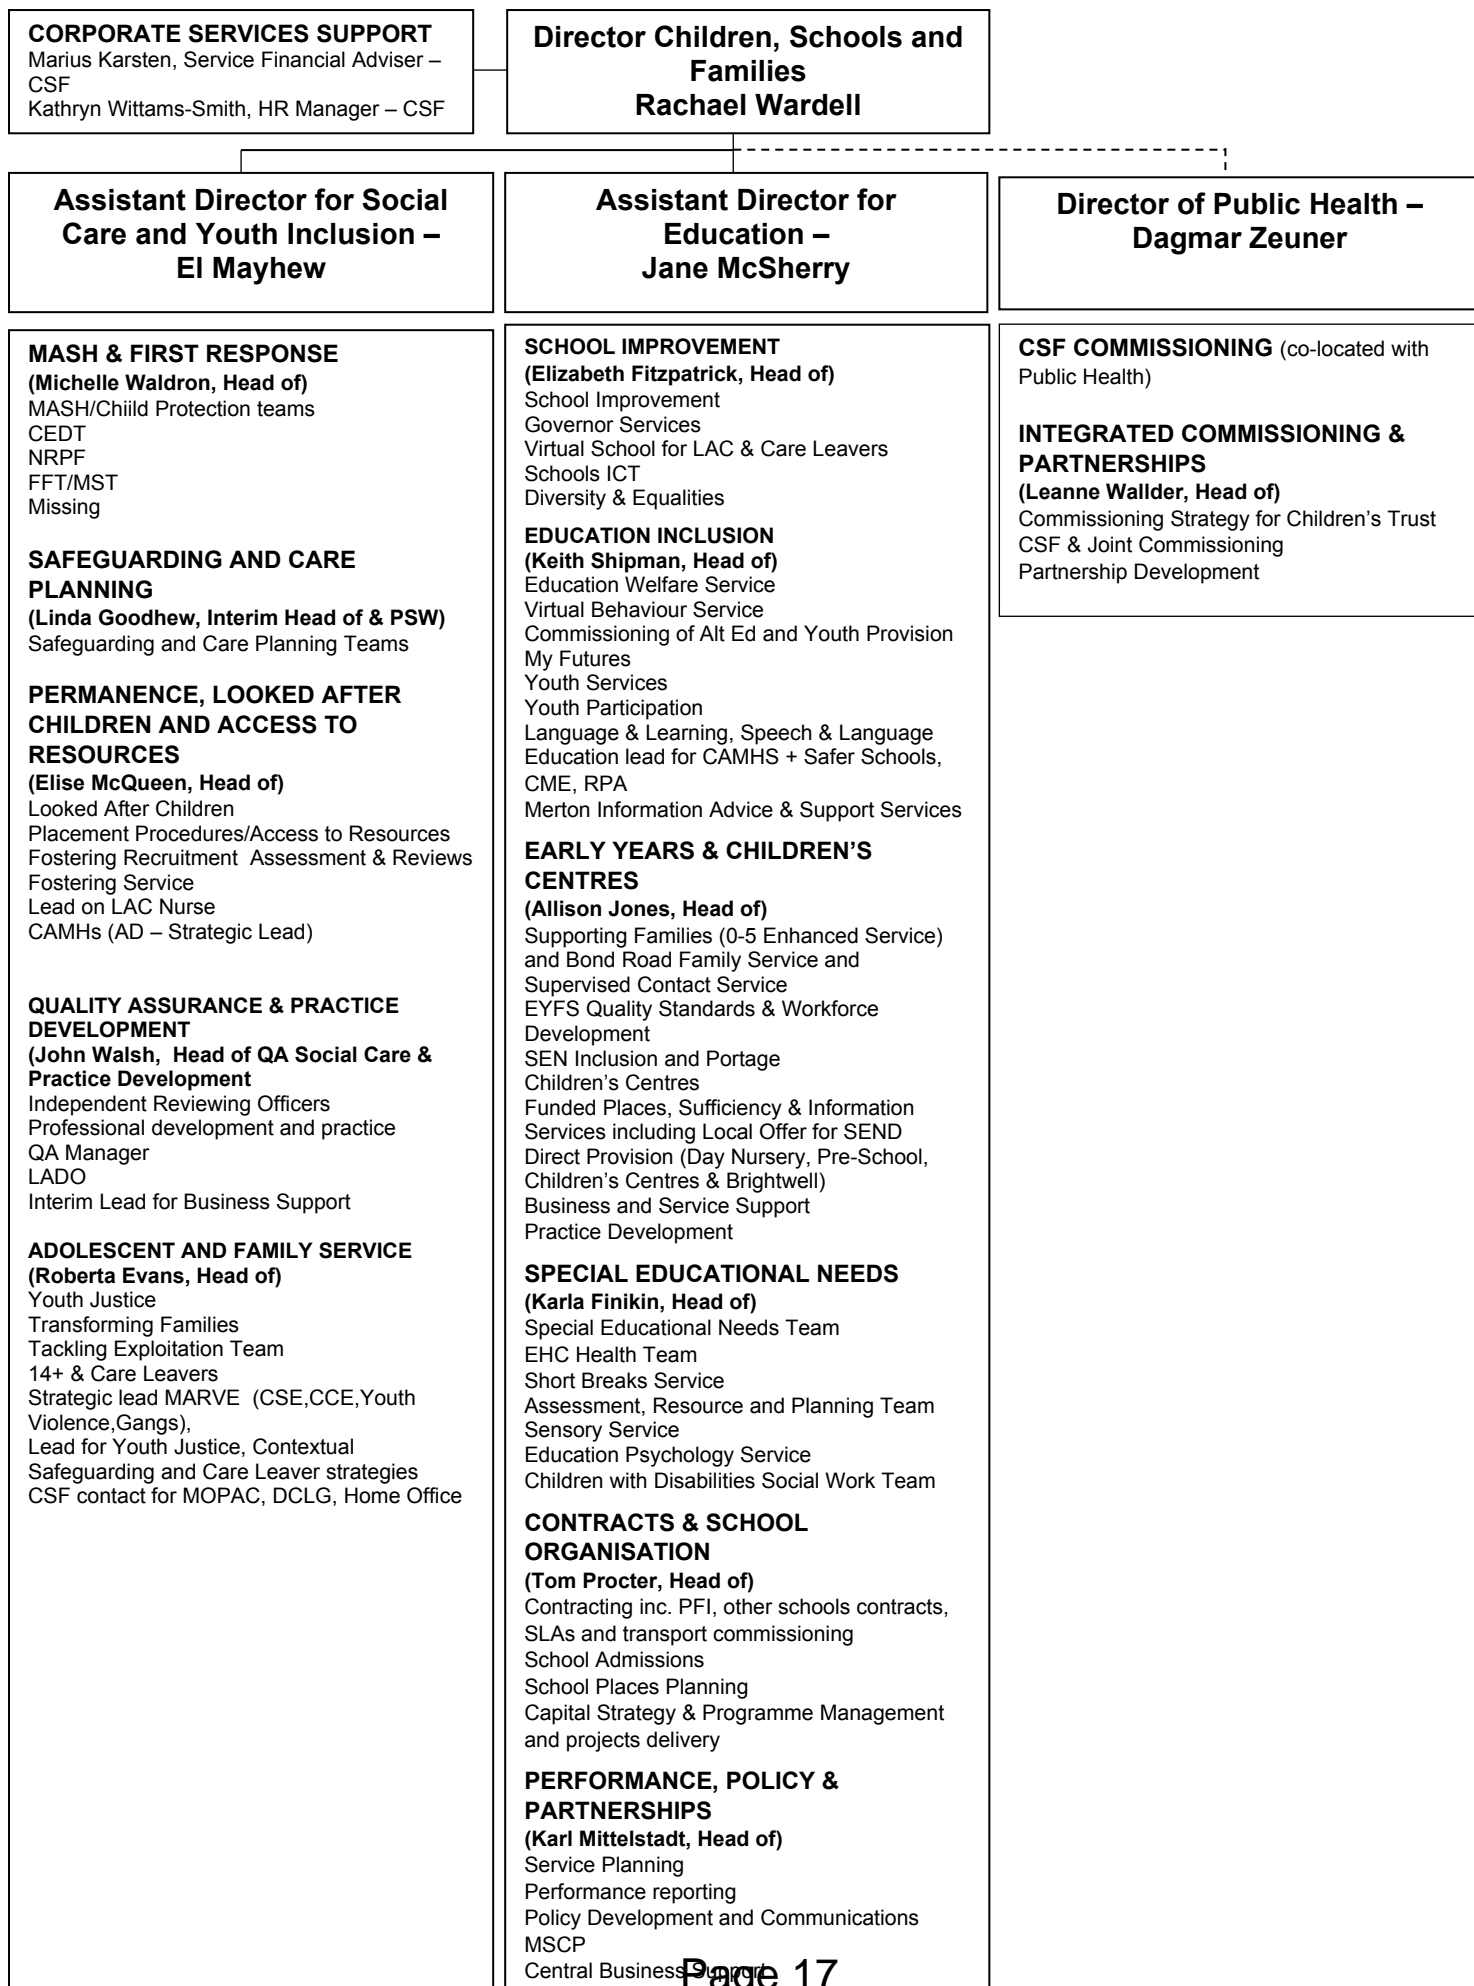 CORPORATE SERVICES SUPPORT
Marius Karsten, Service Financial Adviser –
CSF
Kathryn Wittams-Smith, HR Manager – CSF
Director Children, Schools and
Families
Rachael Wardell
Assistant Director for Social
Care and Youth Inclusion –
El Mayhew
Assistant Director for
Education –
Jane McSherry
Director of Public Health –
Dagmar Zeuner
MASH & FIRST RESPONSE
(Michelle Waldron, Head of)
MASH/Chiild Protection teams
CEDT
NRPF
FFT/MST
Missing
SAFEGUARDING AND CARE
PLANNING
(Linda Goodhew, Interim Head of & PSW)
Safeguarding and Care Planning Teams
PERMANENCE, LOOKED AFTER
CHILDREN AND ACCESS TO
RESOURCES
(Elise McQueen, Head of)
Looked After Children
Placement Procedures/Access to Resources
Fostering Recruitment  Assessment & Reviews
Fostering Service
Lead on LAC Nurse
CAMHs (AD – Strategic Lead)
QUALITY ASSURANCE & PRACTICE
DEVELOPMENT
(John Walsh,  Head of QA Social Care &
Practice Development
Independent Reviewing Officers
Professional development and practice
QA Manager
LADO
Interim Lead for Business Support
ADOLESCENT AND FAMILY SERVICE
(Roberta Evans, Head of)
Youth Justice
Transforming Families
Tackling Exploitation Team
14+ & Care Leavers
Strategic lead MARVE  (CSE,CCE,Youth
Violence,Gangs),
Lead for Youth Justice, Contextual
Safeguarding and Care Leaver strategies
CSF contact for MOPAC, DCLG, Home Office
SCHOOL IMPROVEMENT
(Elizabeth Fitzpatrick, Head of)
School Improvement
Governor Services
Virtual School for LAC & Care Leavers
Schools ICT
Diversity & Equalities
EDUCATION INCLUSION
(Keith Shipman, Head of)
Education Welfare Service
Virtual Behaviour Service
Commissioning of Alt Ed and Youth Provision
My Futures
Youth Services
Youth Participation
Language & Learning, Speech & Language
Education lead for CAMHS + Safer Schools,
CME, RPA
Merton Information Advice & Support Services
EARLY YEARS & CHILDREN’S
CENTRES
(Allison Jones, Head of)
Supporting Families (0-5 Enhanced Service)
and Bond Road Family Service and
Supervised Contact Service
EYFS Quality Standards & Workforce
Development
SEN Inclusion and Portage
Children’s Centres
Funded Places, Sufficiency & Information
Services including Local Offer for SEND
Direct Provision (Day Nursery, Pre-School,
Children’s Centres & Brightwell)
Business and Service Support
Practice Development
SPECIAL EDUCATIONAL NEEDS
(Karla Finikin, Head of)
Special Educational Needs Team
EHC Health Team
Short Breaks Service
Assessment, Resource and Planning Team
Sensory Service
Education Psychology Service
Children with Disabilities Social Work Team
CONTRACTS & SCHOOL
ORGANISATION
(Tom Procter, Head of)
Contracting inc. PFI, other schools contracts,
SLAs and transport commissioning
School Admissions
School Places Planning
Capital Strategy & Programme Management
and projects delivery
PERFORMANCE, POLICY &
PARTNERSHIPS
(Karl Mittelstadt, Head of)
Service Planning
Performance reporting
Policy Development and Communications
MSCP
Central Business Support
CSF COMMISSIONING (co-located with
Public Health)
INTEGRATED COMMISSIONING &
PARTNERSHIPS
(Leanne Wallder, Head of)
Commissioning Strategy for Children’s Trust
CSF & Joint Commissioning
Partnership Development
Page 17